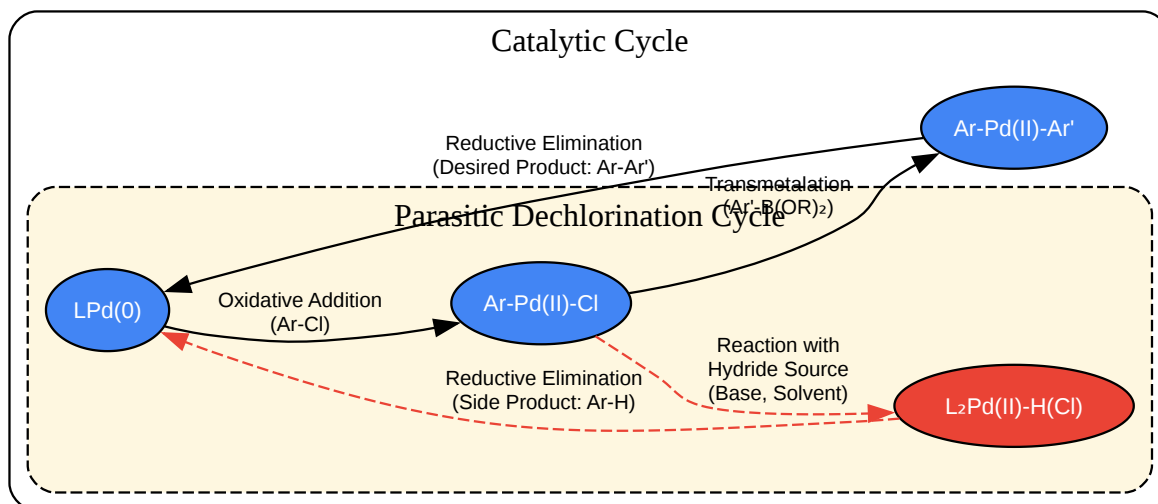 Catalytic Cycle
Ar-Pd(II)-Ar'
Reductive Elimination
(Desired Product: Ar-Ar')
Transmetalation
(Ar'-B(OR)₂)
Parasitic Dechlorination Cycle
LPd(0)
Oxidative Addition
(Ar-Cl)
Ar-Pd(II)-Cl
Reaction with
Hydride Source
(Base, Solvent)
Reductive Elimination
(Side Product: Ar-H)
L₂Pd(II)-H(Cl)